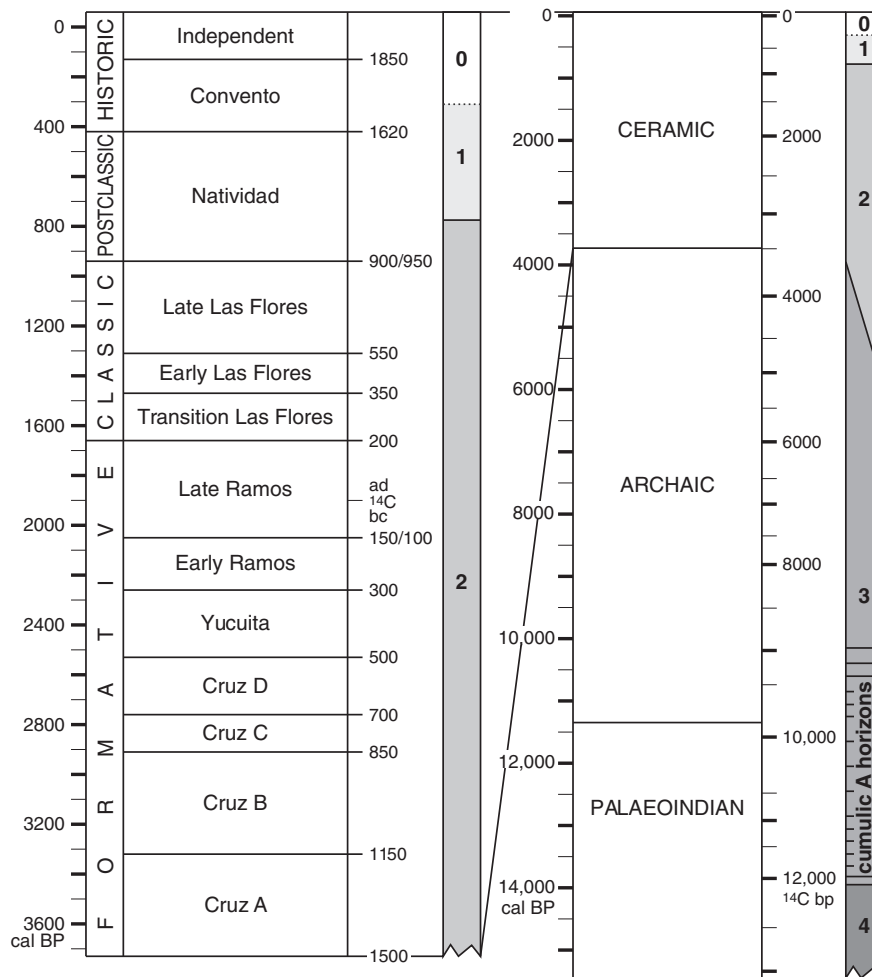 0
400
800
1200
1600
2000
2400
2800
3200
3600
cal BP
HISTORIC
POSTCLASSIC
CLASSIC
FORMATIVE
Independent
Convento
Natividad
Late Las Flores
Early Las Flores
Transition Las Flores
Late Ramos
Early Ramos
Yucuita
Cruz D
Cruz C
Cruz B
Cruz A
1850
1620
900/950
550
350
200
ad
14C
bc
150/100
300
500
700
850
1150
1500
0
1
2
0
2000
4000
6000
8000
10,000
12,000
14,000
cal BP
CERAMIC
ARCHAIC
PALAEOINDIAN
0
2000
4000
6000
8000
10,000
12,000
14C bp
0
1
2
3
cumulic A horizons
4